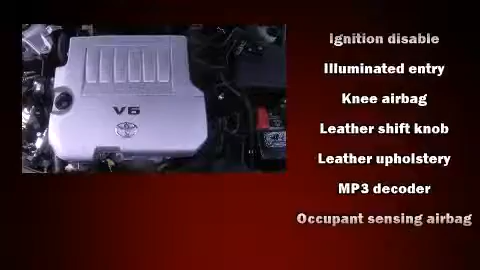 Ignition disable
Illuminated entry
Knee airbag
Leather shift knob
Leather upholstery
MP3 decoder
Occupant sensing airbag
V6